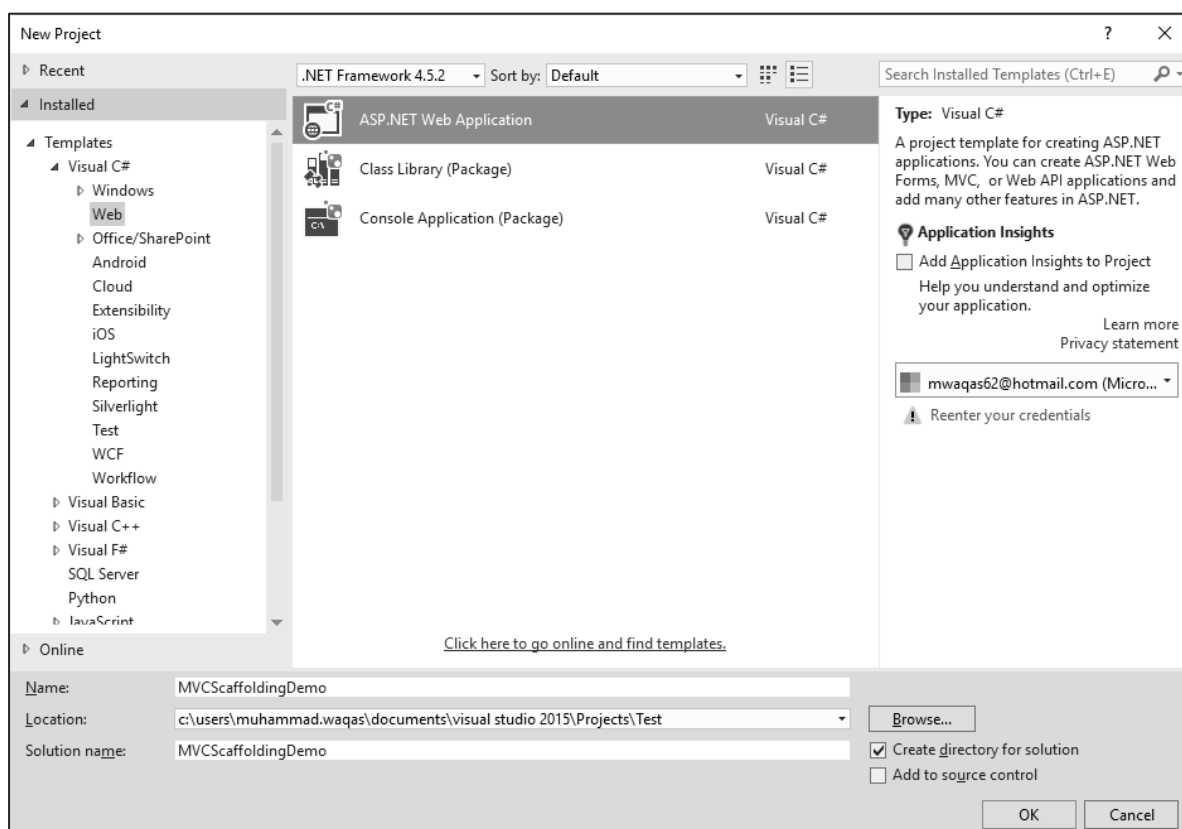 New Project
? ×
Recent
Installed
Templates
Visual C#
Windows
Web
Office/SharePoint
Android
Cloud
Extensibility
iOS
LightSwitch
Reporting
Silverlight
Test
WCF
Workflow
Visual Basic
Visual C++
Visual F#
SQL Server
Python
JavaScript
Online
.NET Framework 4.5.2 Sort by: Default
C# ASP.NET Web Application Visual C#
Class Library (Package) Visual C#
C:\ Console Application (Package) Visual C#
Click here to go online and find templates.
Search Installed Templates (Ctrl+E)
Type: Visual C#
A project template for creating ASP.NET
applications. You can create ASP.NET Web
Forms, MVC, or Web API applications and
add many other features in ASP.NET.
Application Insights
Add Application Insights to Project
Help you understand and optimize
your application.
Learn more
Privacy statement
mwaqas62@hotmail.com (Micro...
Reenter your credentials
Name: MVCScaffoldingDemo
Location: c:\users\muhammad.waqas\documents\visual studio 2015\Projects\Test Browse...
Solution name: MVCScaffoldingDemo
Create directory for solution
Add to source control
OK Cancel